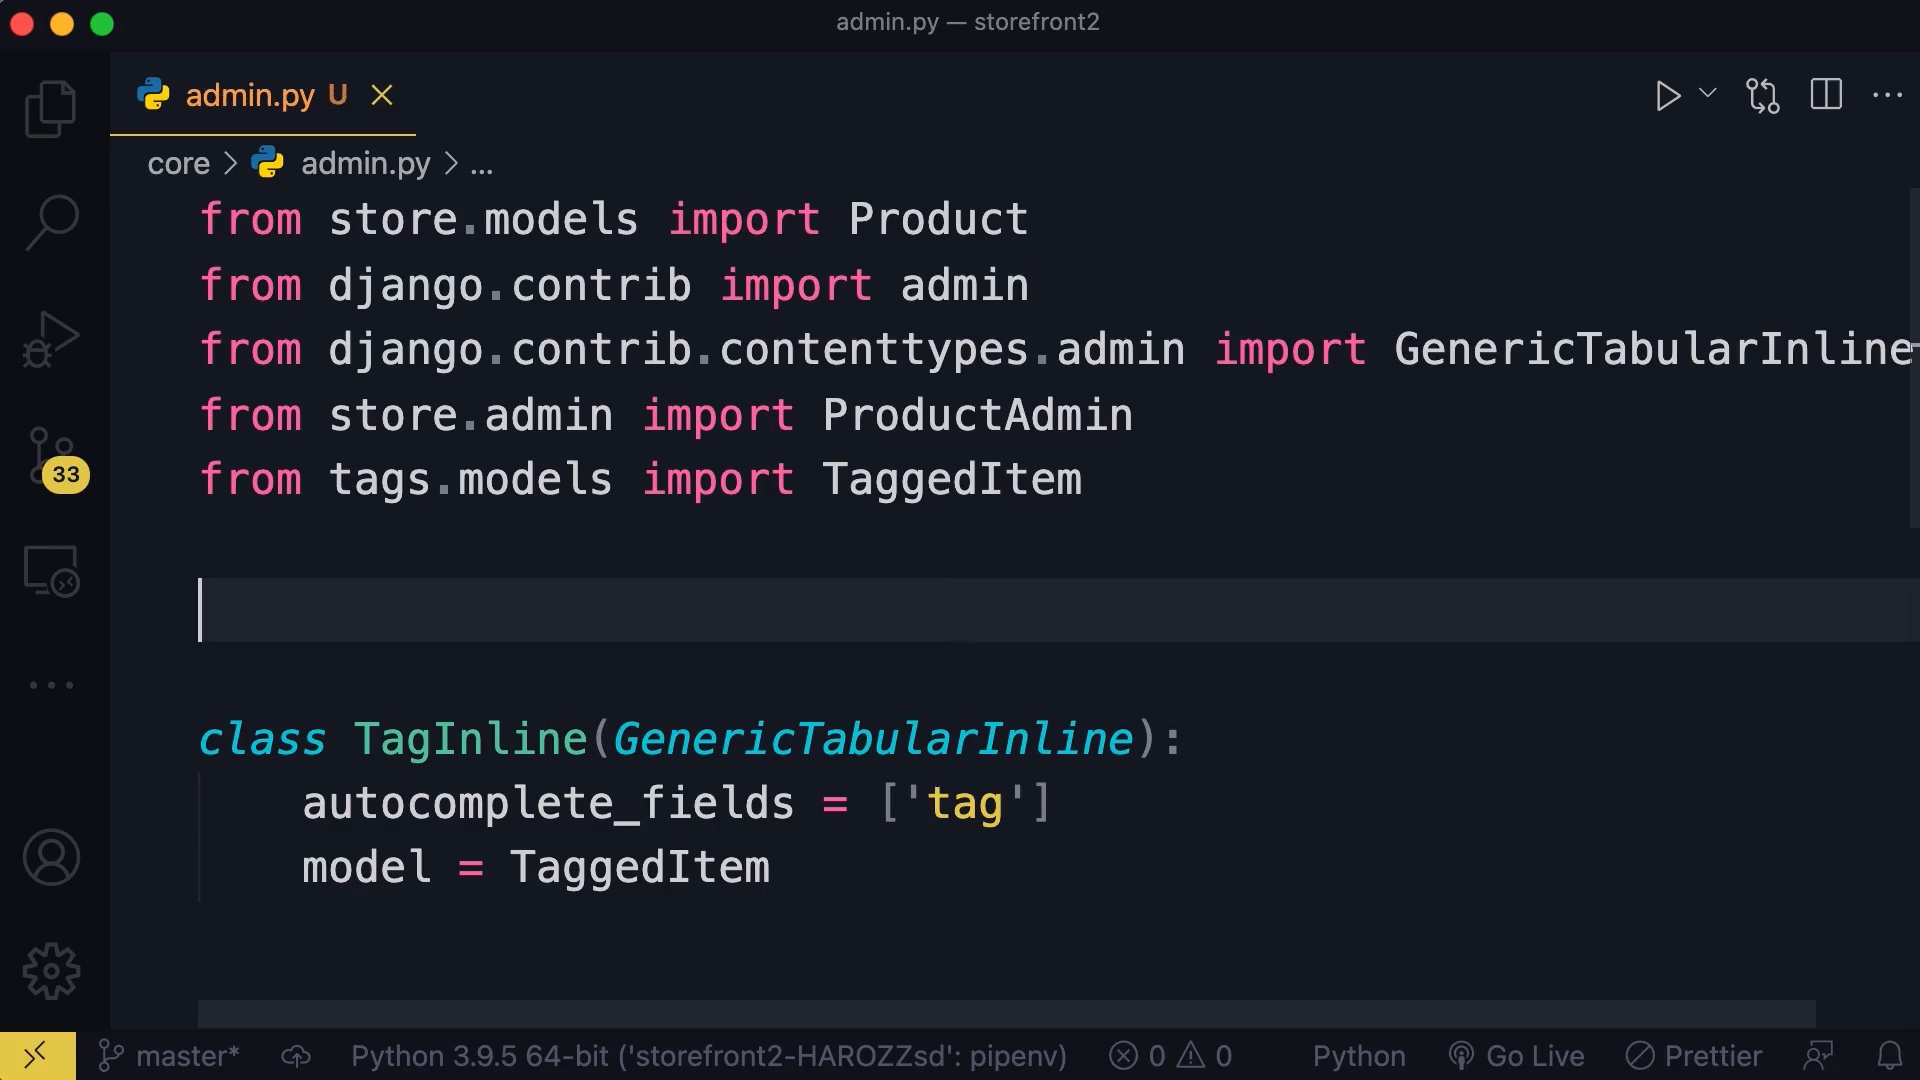 admin.py — storefront2
admin.py U
core > admin.py > ...
from store.models import Product
from django.contrib import admin
from django.contrib.contenttypes.admin import GenericTabularInline
from store.admin import ProductAdmin
from tags.models import TaggedItem
33
class TagInline(GenericTabularInline):
autocomplete_fields = ['tag']
model = TaggedItem
master* Python 3.9.5 64-bit ('storefront2-HAROZZsd': pipenv) 0 0 Python Go Live Prettier